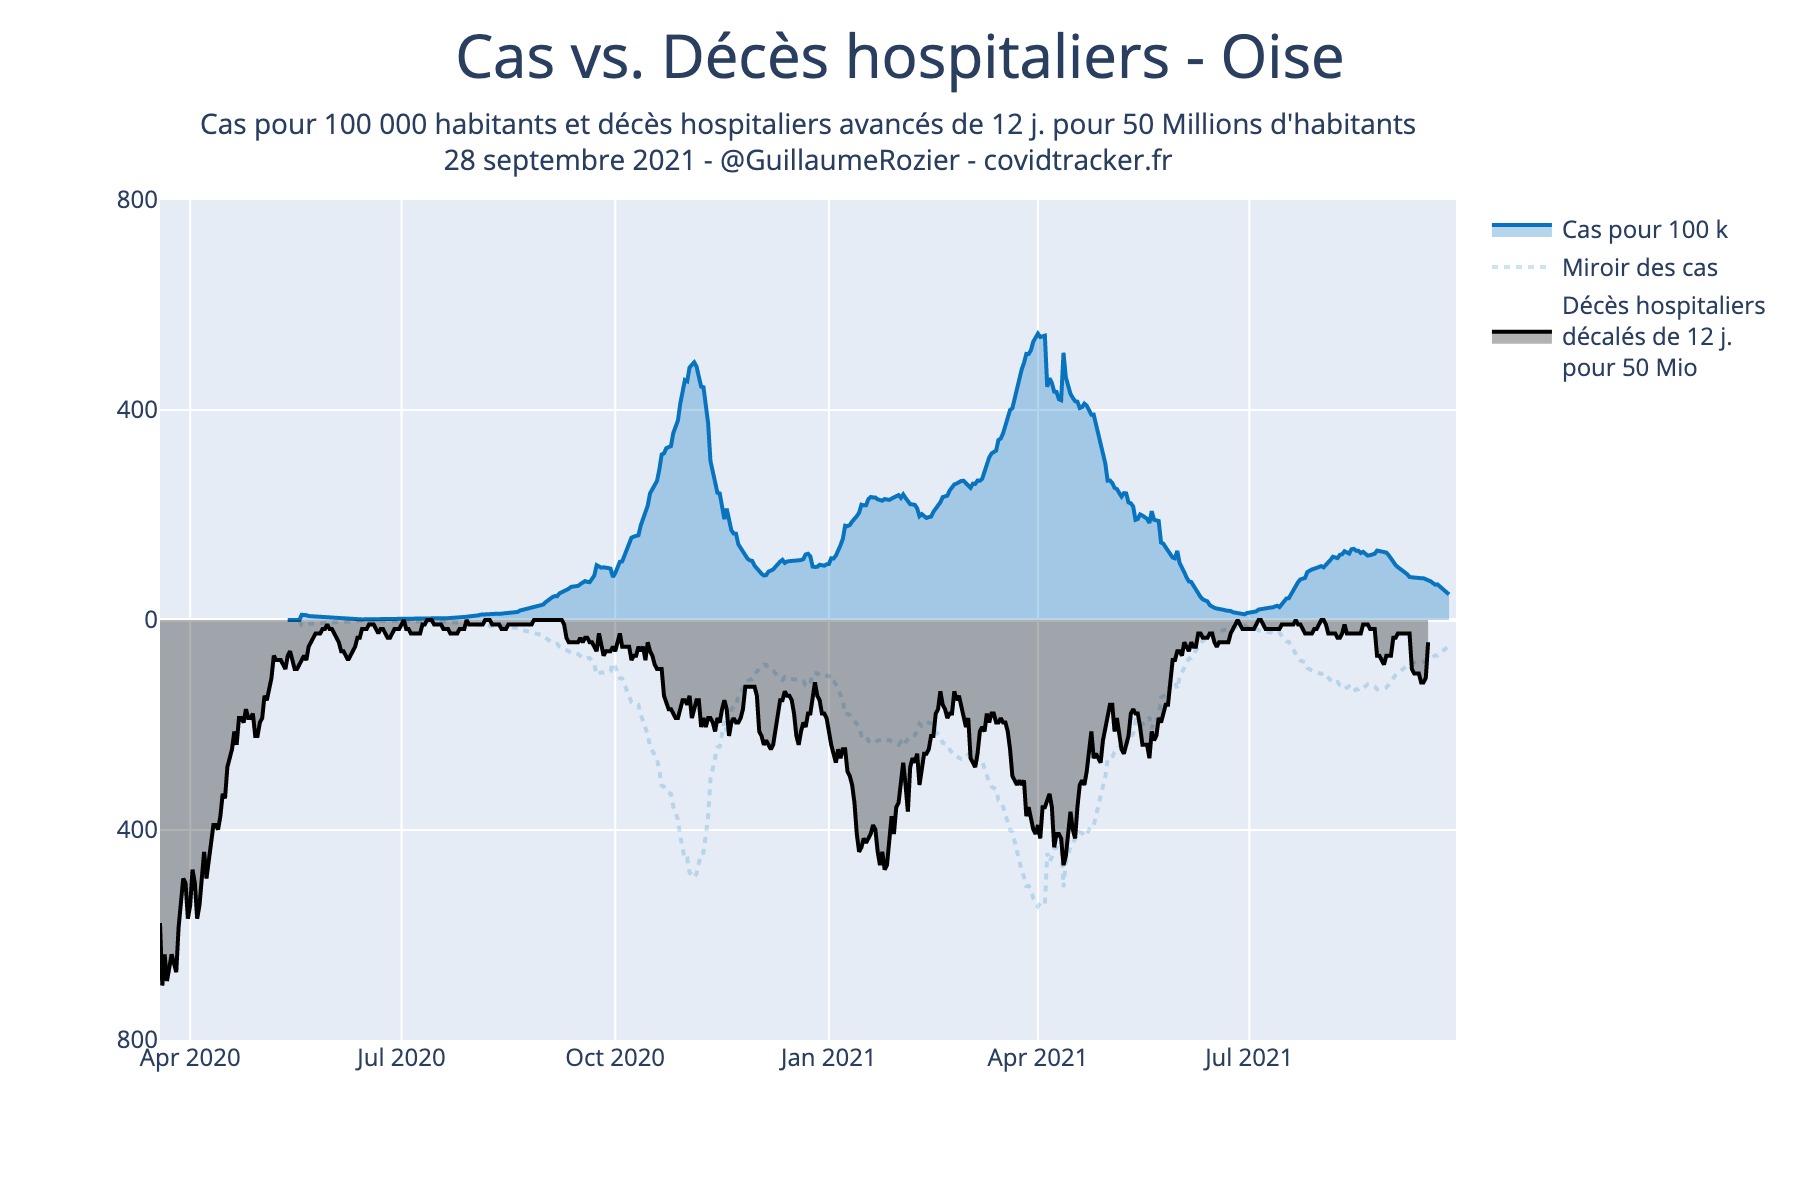 Cas vs. Décès hospitaliers - Oise
Cas pour 100 000 habitants et décès hospitaliers avancés de 12 j. pour 50 Millions d'habitants
28 septembre 2021 - @GuillaumeRozier - covidtracker.fr
800
400
0
400
800
Apr 2020
Jul 2020
Oct 2020
Jan 2021
Apr 2021
Jul 2021
Cas pour 100 k
Miroir des cas
Décès hospitaliers
décalés de 12 j.
pour 50 Mio